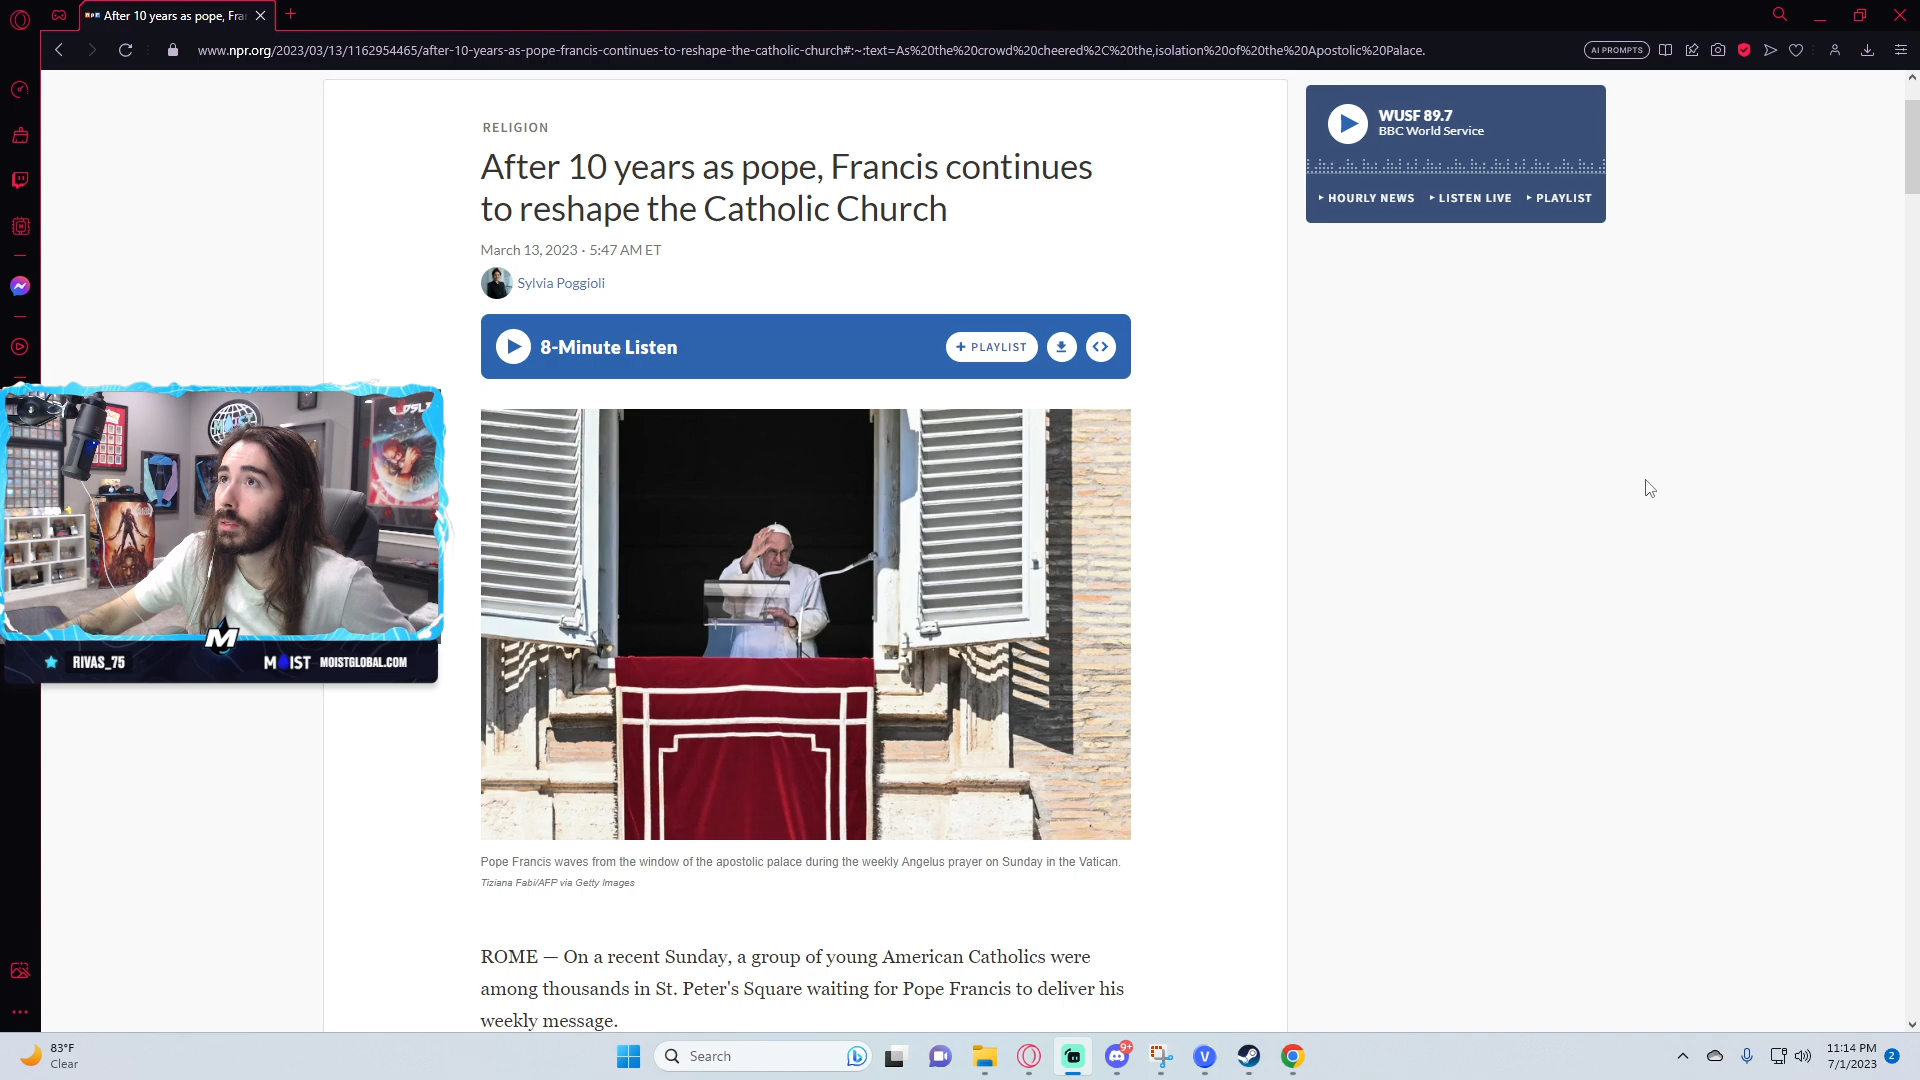 After 10 years as pope, Fra
www.npr.org/2023/03/13/1162954465/after-10-years-as-pope-francis-continues-to-reshape-the-catholic-church#:~:text=As%20the%20crowd%20cheered%2C%20the,isolation%20of%20the%20Apostolic%20Palace.
AI PROMPTS
RELIGION
After 10 years as pope, Francis continues
to reshape the Catholic Church
March 13, 2023 · 5:47 AM ET
Sylvia Poggioli
8-Minute Listen
+ PLAYLIST
WUSF 89.7
BBC World Service
HOURLY NEWS
LISTEN LIVE
PLAYLIST
M
RIVAS_75
MOIST
MOISTGLOBAL.COM
Pope Francis waves from the window of the apostolic palace during the weekly Angelus prayer on Sunday in the Vatican.
Tiziana Fabi/AFP via Getty Images
ROME — On a recent Sunday, a group of young American Catholics were
among thousands in St. Peter's Square waiting for Pope Francis to deliver his
weekly message.
83°F
Clear
Search
9+
V
11:14 PM
7/1/2023
2